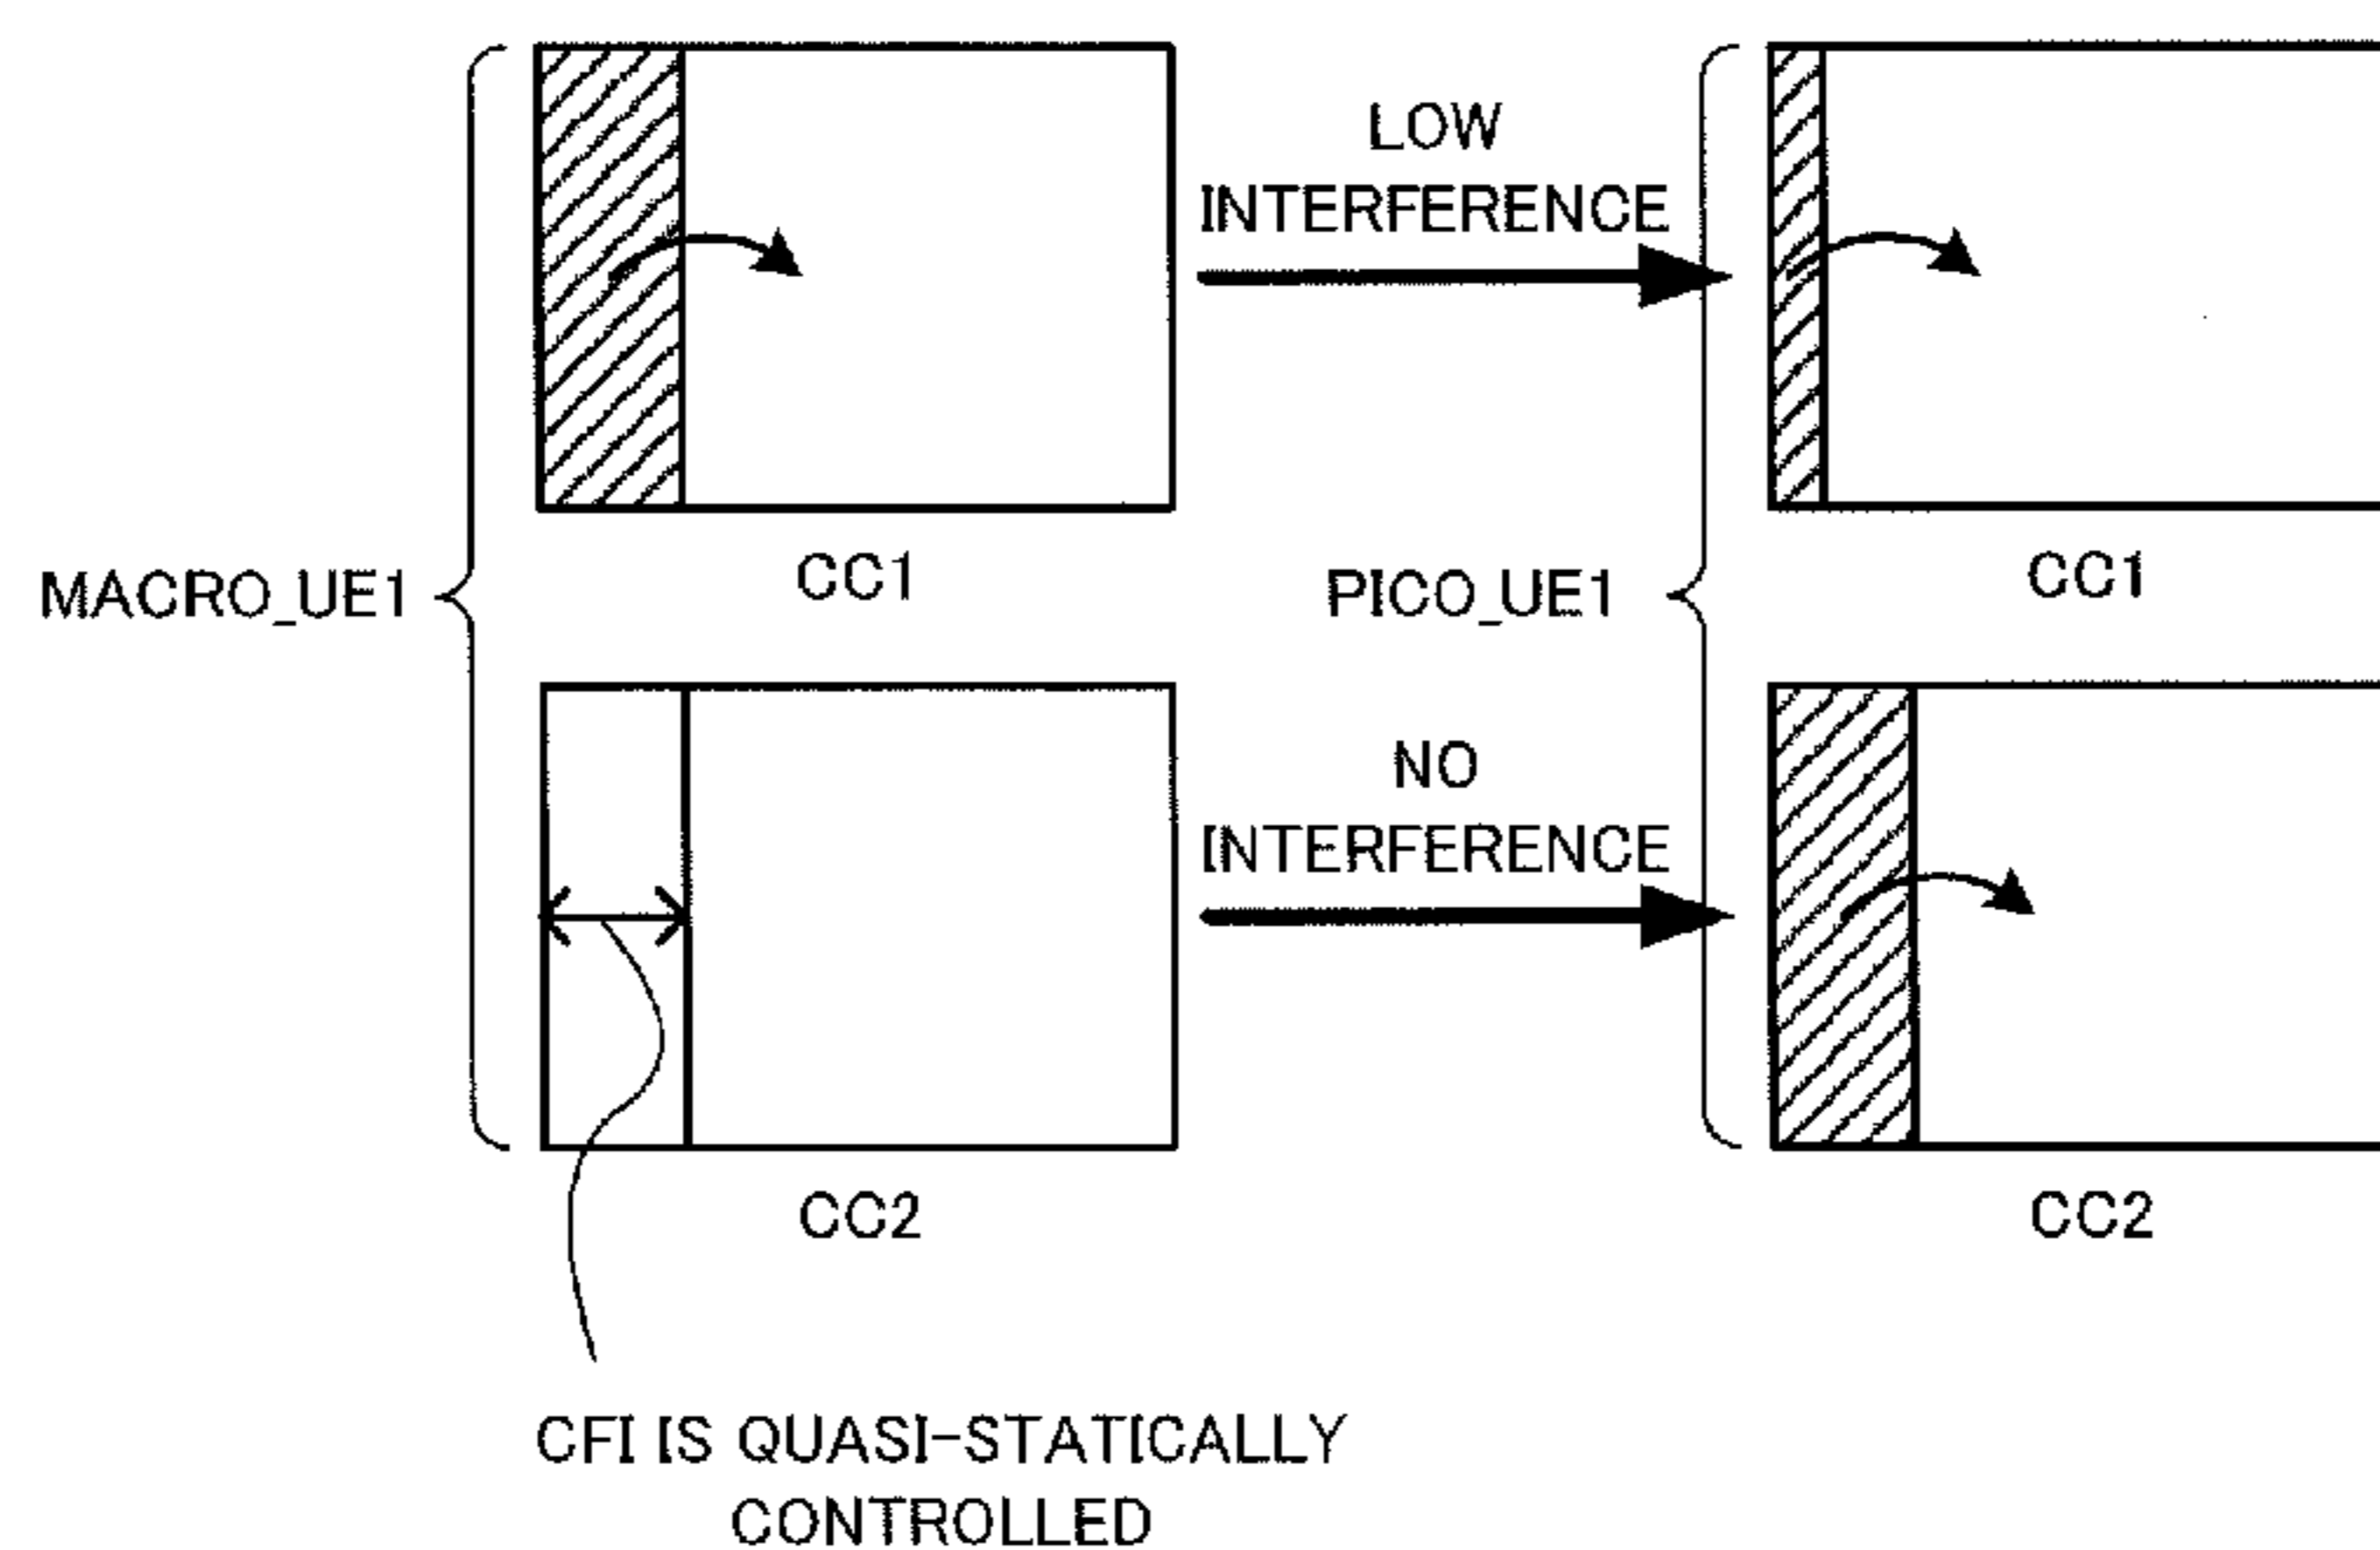 LOW
INTERFERENCE
MACRO_UE1
CC1
PICO_UE1
CC1
NO
INTERFERENCE
CC2
CC2
CFI IS QUASI-STATICALLY
CONTROLLED